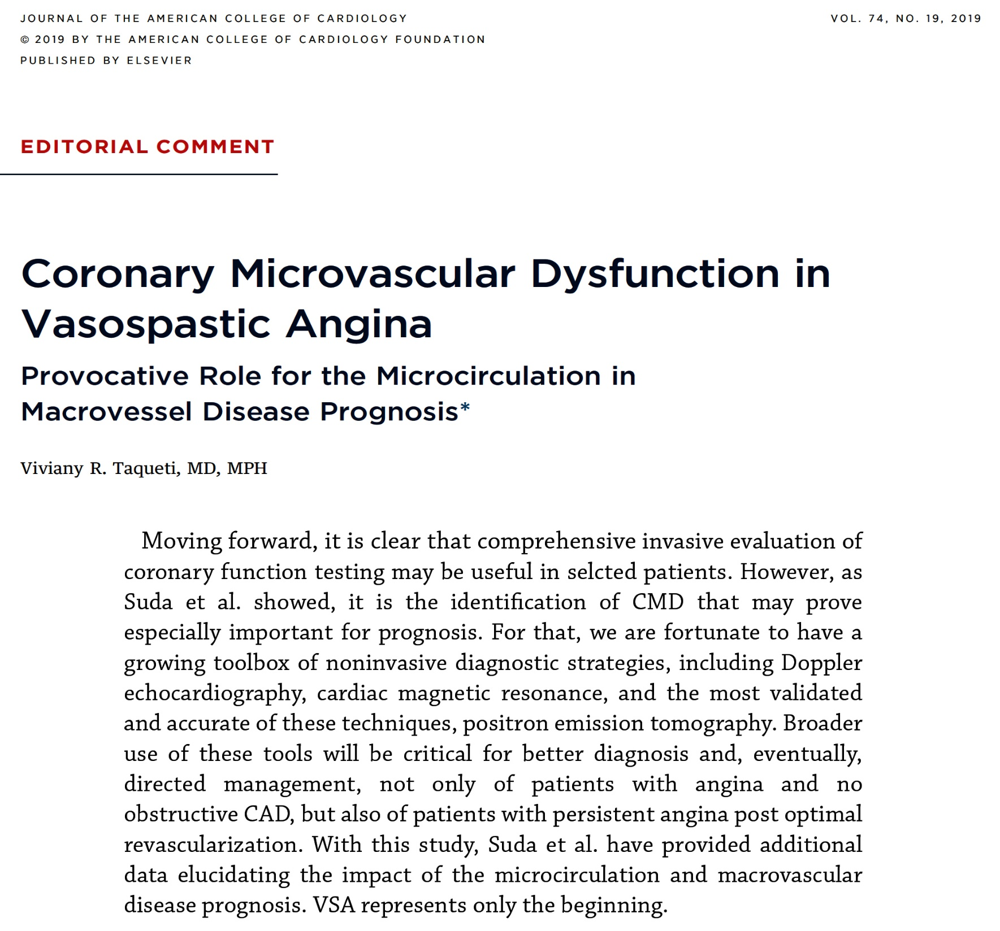 JOURNAL OF THE AMERICAN COLLEGE OF CARDIOLOGY
VOL. 74, NO. 19, 2019
© 2019 BY THE AMERICAN COLLEGE OF CARDIOLOGY FOUNDATION
PUBLISHED BY ELSEVIER
EDITORIAL COMMENT
Coronary Microvascular Dysfunction in
Vasospastic Angina
Provocative Role for the Microcirculation in
Macrovessel Disease Prognosis*
Viviany R. Taqueti, MD, MPH
Moving forward, it is clear that comprehensive invasive evaluation of
coronary function testing may be useful in selcted patients. However, as
Suda et al. showed, it is the identification of CMD that may prove
especially important for prognosis. For that, we are fortunate to have a
growing toolbox of noninvasive diagnostic strategies, including Doppler
echocardiography, cardiac magnetic resonance, and the most validated
and accurate of these techniques, positron emission tomography. Broader
use of these tools will be critical for better diagnosis and, eventually,
directed management, not only of patients with angina and no
obstructive CAD, but also of patients with persistent angina post optimal
revascularization. With this study, Suda et al. have provided additional
data elucidating the impact of the microcirculation and macrovascular
disease prognosis. VSA represents only the beginning.